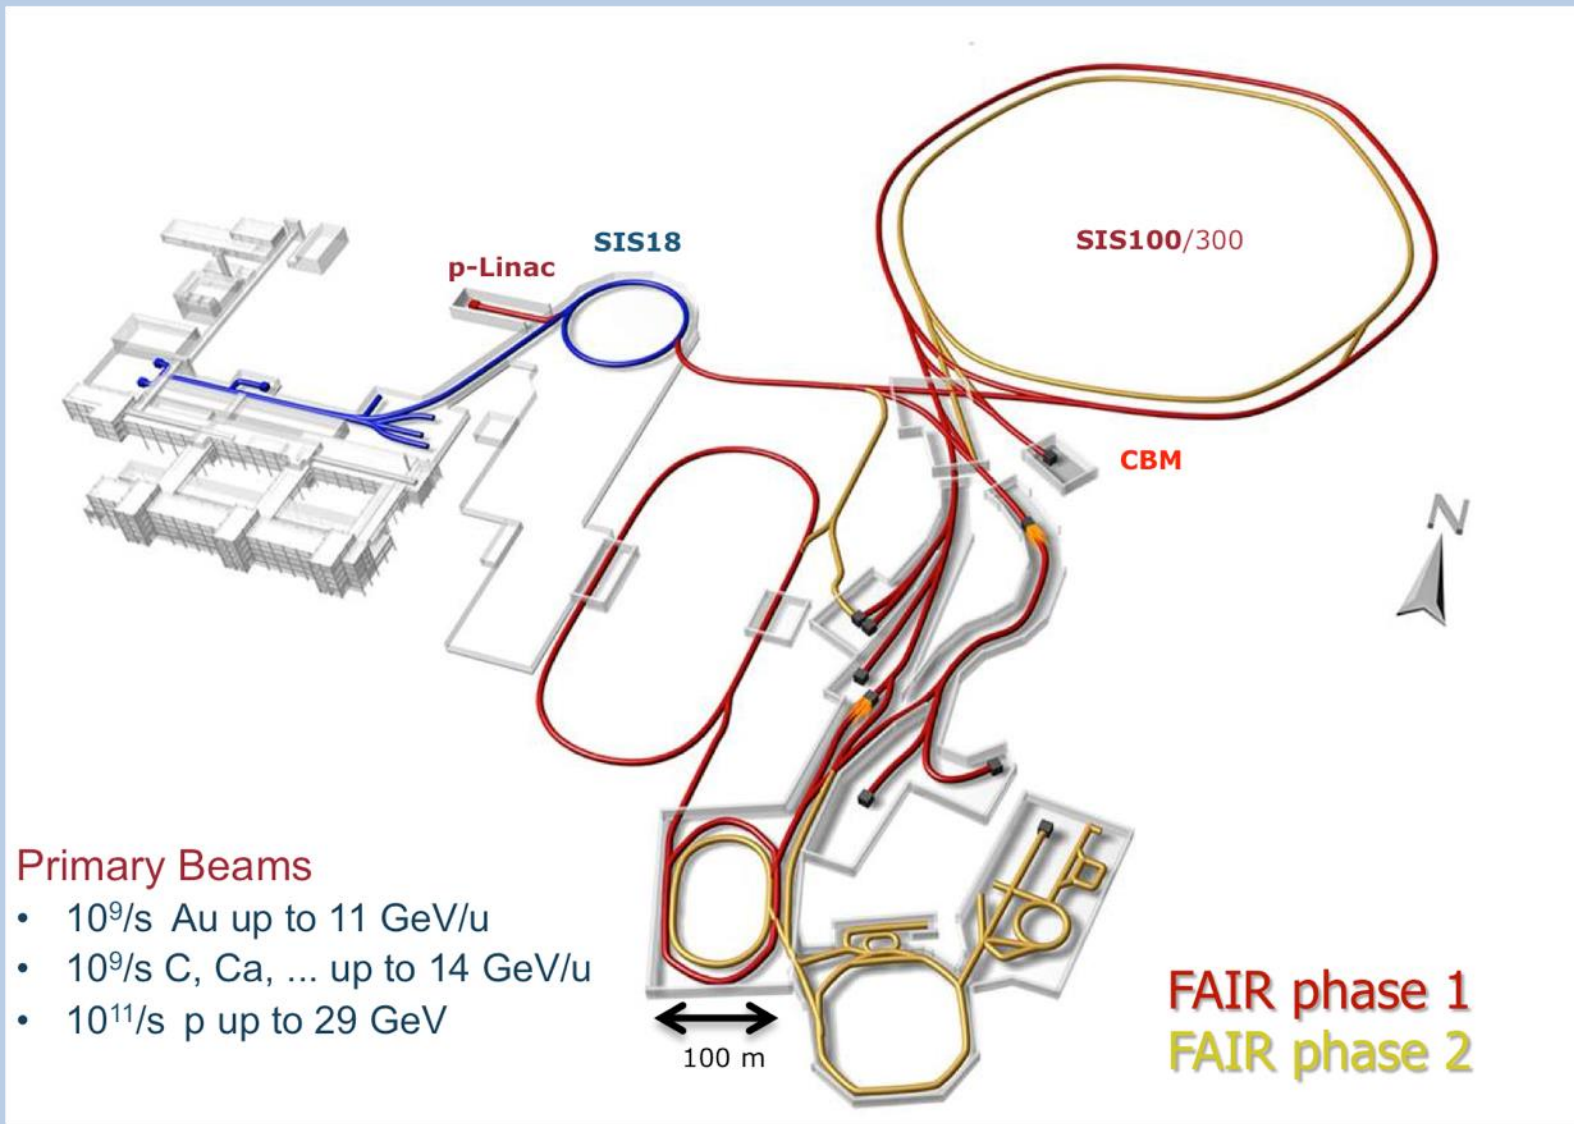 SIS18
p-Linac
SIS100/300
CBM
N
Primary Beams
• 10⁹/s Au up to 11 GeV/u
• 10⁹/s C, Ca, ... up to 14 GeV/u
• 10¹¹/s p up to 29 GeV
100 m
FAIR phase 1
FAIR phase 2